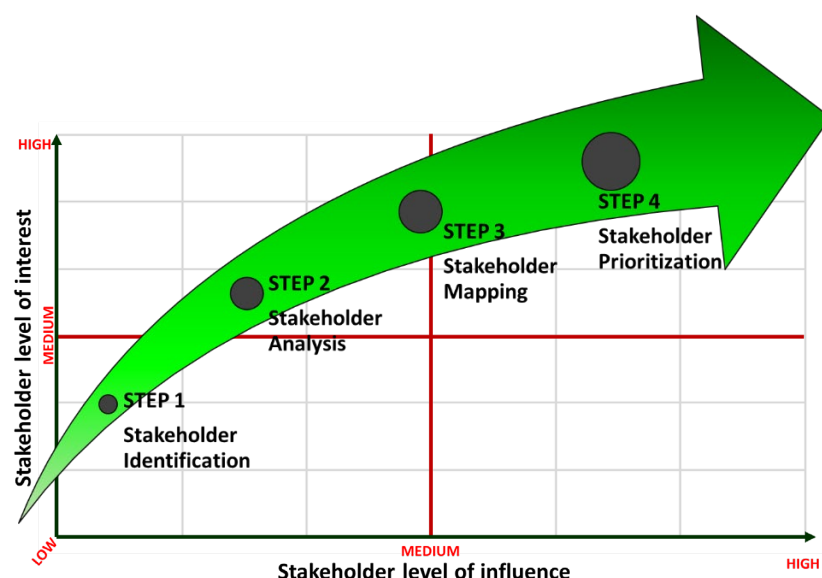 HIGH
Stakeholder level of interest
MEDIUM
STEP 1
Stakeholder
Identification
STEP 2
Stakeholder
Analysis
STEP 3
Stakeholder
Mapping
STEP 4
Stakeholder
Prioritization
LOW
MEDIUM
HIGH
Stakeholder level of influence